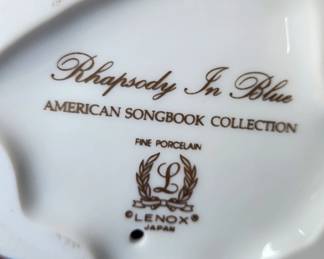 Rhapsody In Blue
AMERICAN SONGBOOK COLLECTION
FINE PORCELAIN
L
©LENOX®
JAPAN